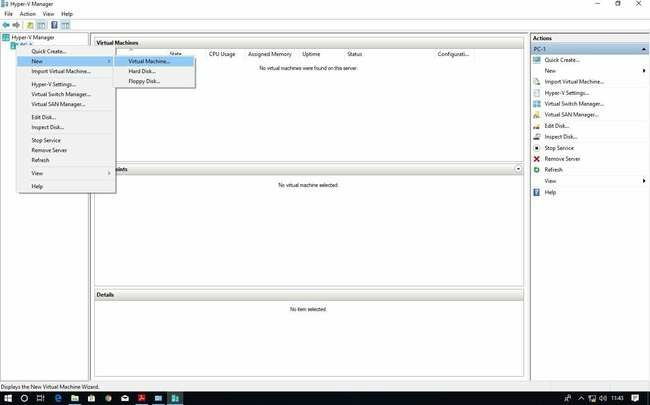 Hyper-V Manager
File Action View Help
Hyper-V Manager
Quick Create...
New
Import Virtual Machine...
Hyper-V Settings...
Virtual Switch Manager...
Virtual SAN Manager...
Edit Disk...
Inspect Disk...
Stop Service
Remove Server
Refresh
View
Help
Virtual Machine...
Hard Disk...
Floppy Disk...
Virtual Machines
State CPU Usage Assigned Memory Uptime Status Configurati...
No virtual machines were found on this server.
No virtual machine selected.
Details
No item selected.
Actions
PC-1
Quick Create...
New
Import Virtual Machine...
Hyper-V Settings...
Virtual Switch Manager...
Virtual SAN Manager...
Edit Disk...
Inspect Disk...
Stop Service
Remove Server
Refresh
View
Help
Displays the New Virtual Machine Wizard.
11:43